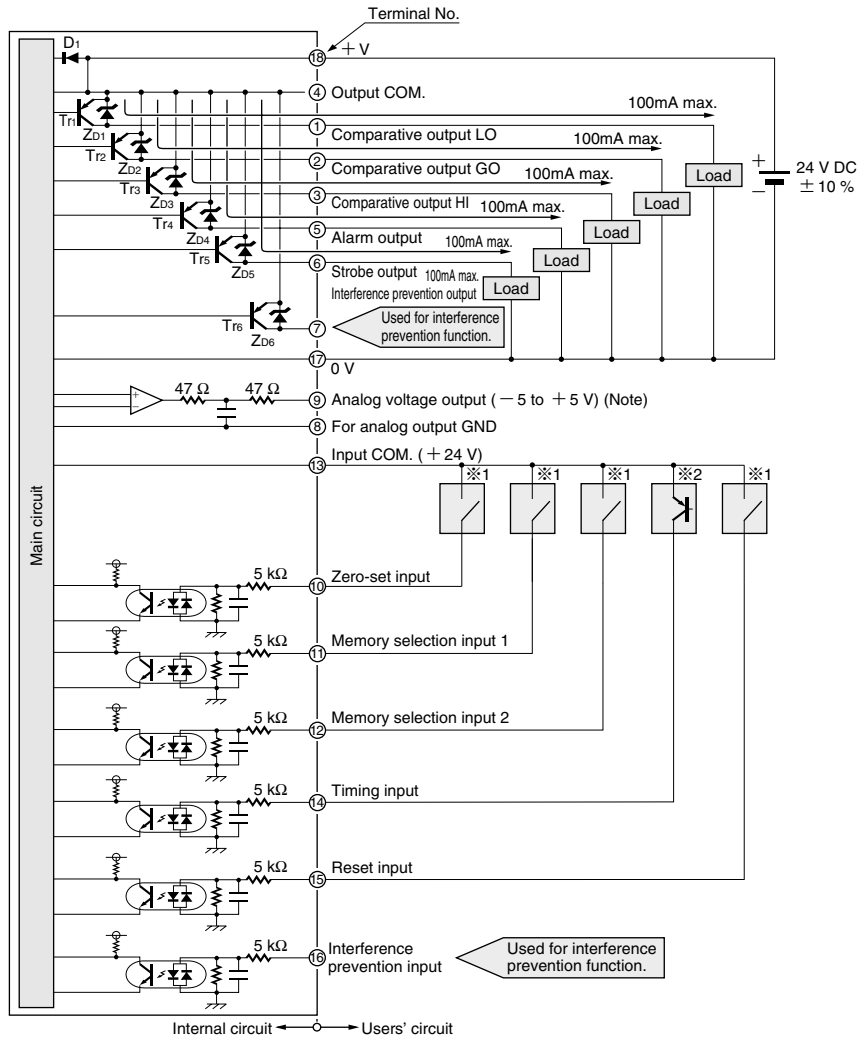 Terminal No.
D1
18 + V
4 Output COM.
100mA max.
Tr1
1
ZD1
Comparative output LO
100mA max.
Tr2
2
ZD2
Comparative output GO
100mA max.
Load
+
−
24 V DC
± 10 %
Tr3
3
ZD3
Comparative output HI
100mA max.
Load
Tr4
5
ZD4
Alarm output
100mA max.
Load
Tr5
6
ZD5
Strobe output 100mA max.
Load
Interference prevention output
Load
Tr6
7
ZD6
Used for interference
prevention function.
17
0 V
47 Ω
47 Ω
+
−
9 Analog voltage output (− 5 to + 5 V) (Note)
8 For analog output GND
Input COM. (+ 24 V)
13
※1
※1
※1
※2
※1
Main circuit
5 kΩ
10 Zero-set input
5 kΩ
11 Memory selection input 1
5 kΩ
12 Memory selection input 2
5 kΩ
14 Timing input
5 kΩ
15 Reset input
5 kΩ
16 Interference
prevention input
Used for interference
prevention function.
Internal circuit
Users' circuit